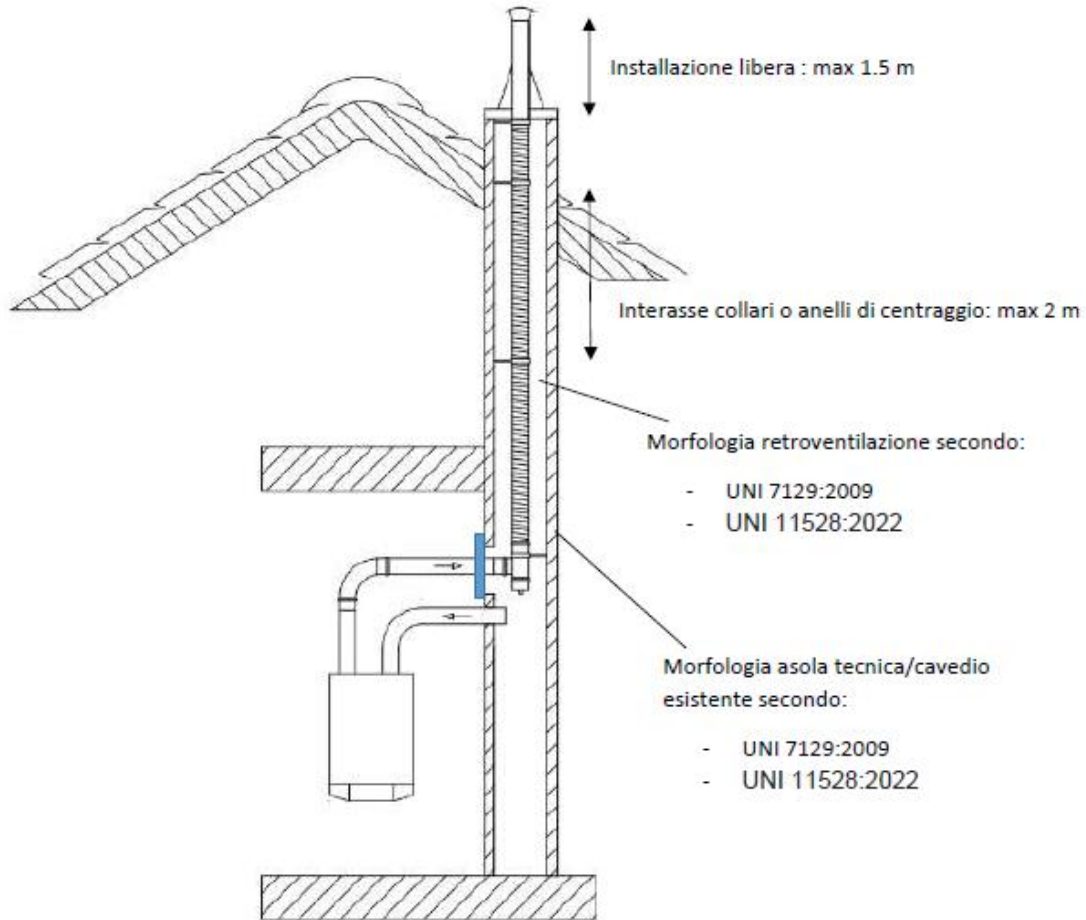 Installazione libera : max 1.5 m
Interasse collari o anelli di centraggio: max 2 m
Morfologia retroventilazione secondo:
- UNI 7129:2009
- UNI 11528:2022
Morfologia asola tecnica/cavedio
esistente secondo:
- UNI 7129:2009
- UNI 11528:2022